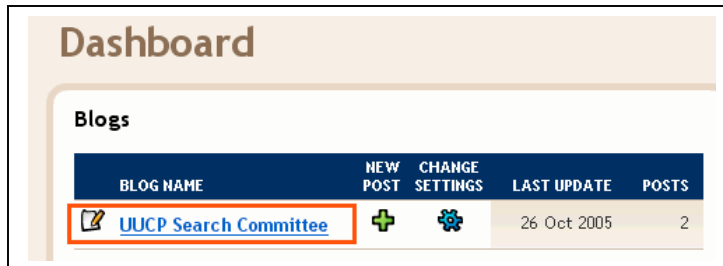 Dashboard
Blogs
BLOG NAME NEW POST CHANGE SETTINGS LAST UPDATE POSTS
UUCP Search Committee 26 Oct 2005 2